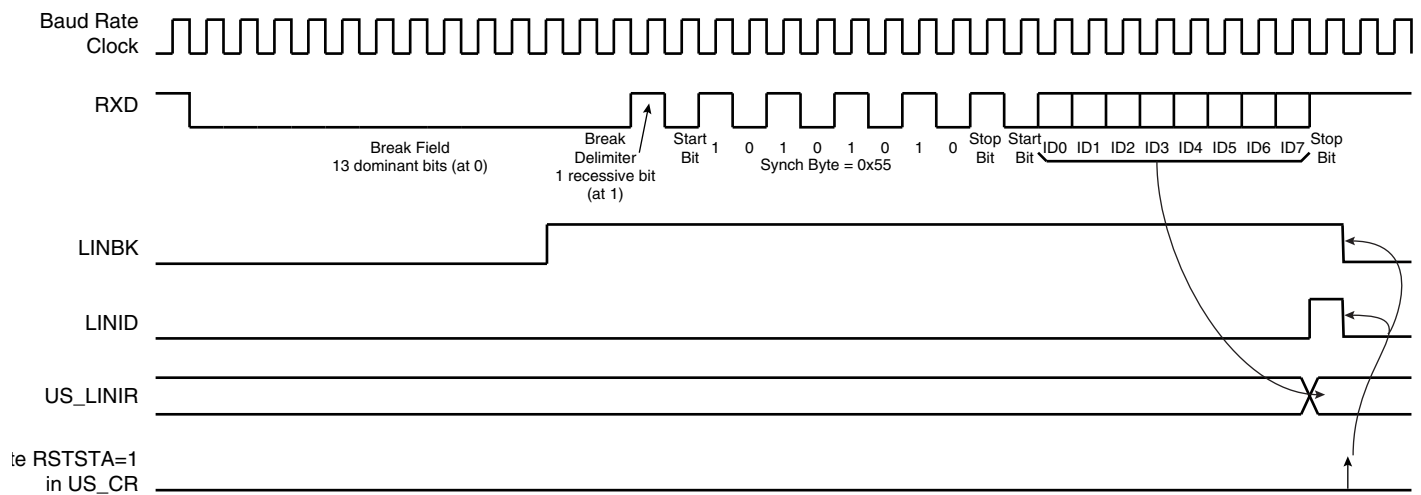 Baud Rate
Clock
RXD
Break Field
13 dominant bits (at 0)
Break
Delimiter
1 recessive bit
(at 1)
Start
Bit
1 0 1 0 1 0 1 0
Synch Byte = 0x55
Stop
Bit
Start
Bit
ID0 ID1 ID2 ID3 ID4 ID5 ID6 ID7
Stop
Bit
LINBK
LINID
US_LINIR
te RSTSTA=1
in US_CR